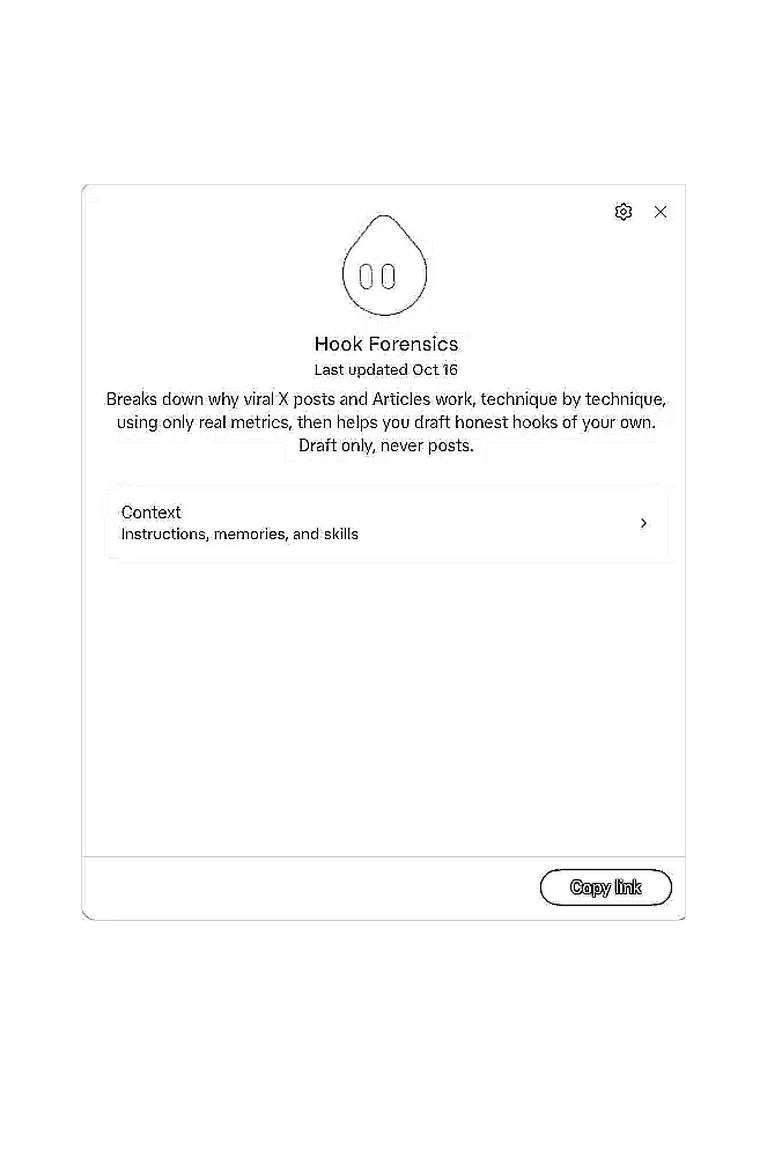 Hook Forensics
Last updated Oct 16
Breaks down why viral X posts and Articles work, technique by technique,
using only real metrics, then helps you draft honest hooks of your own.
Draft only, never posts.
Context
Instructions, memories, and skills
Copy link